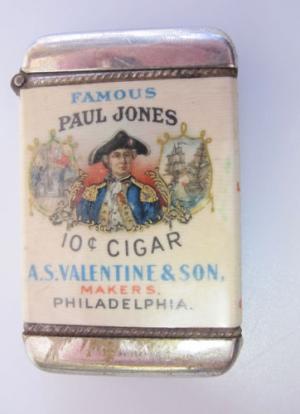 FAMOUS
PAUL JONES
10¢ CIGAR
A.S. VALENTINE & SON,
MAKERS.
PHILADELPHIA.